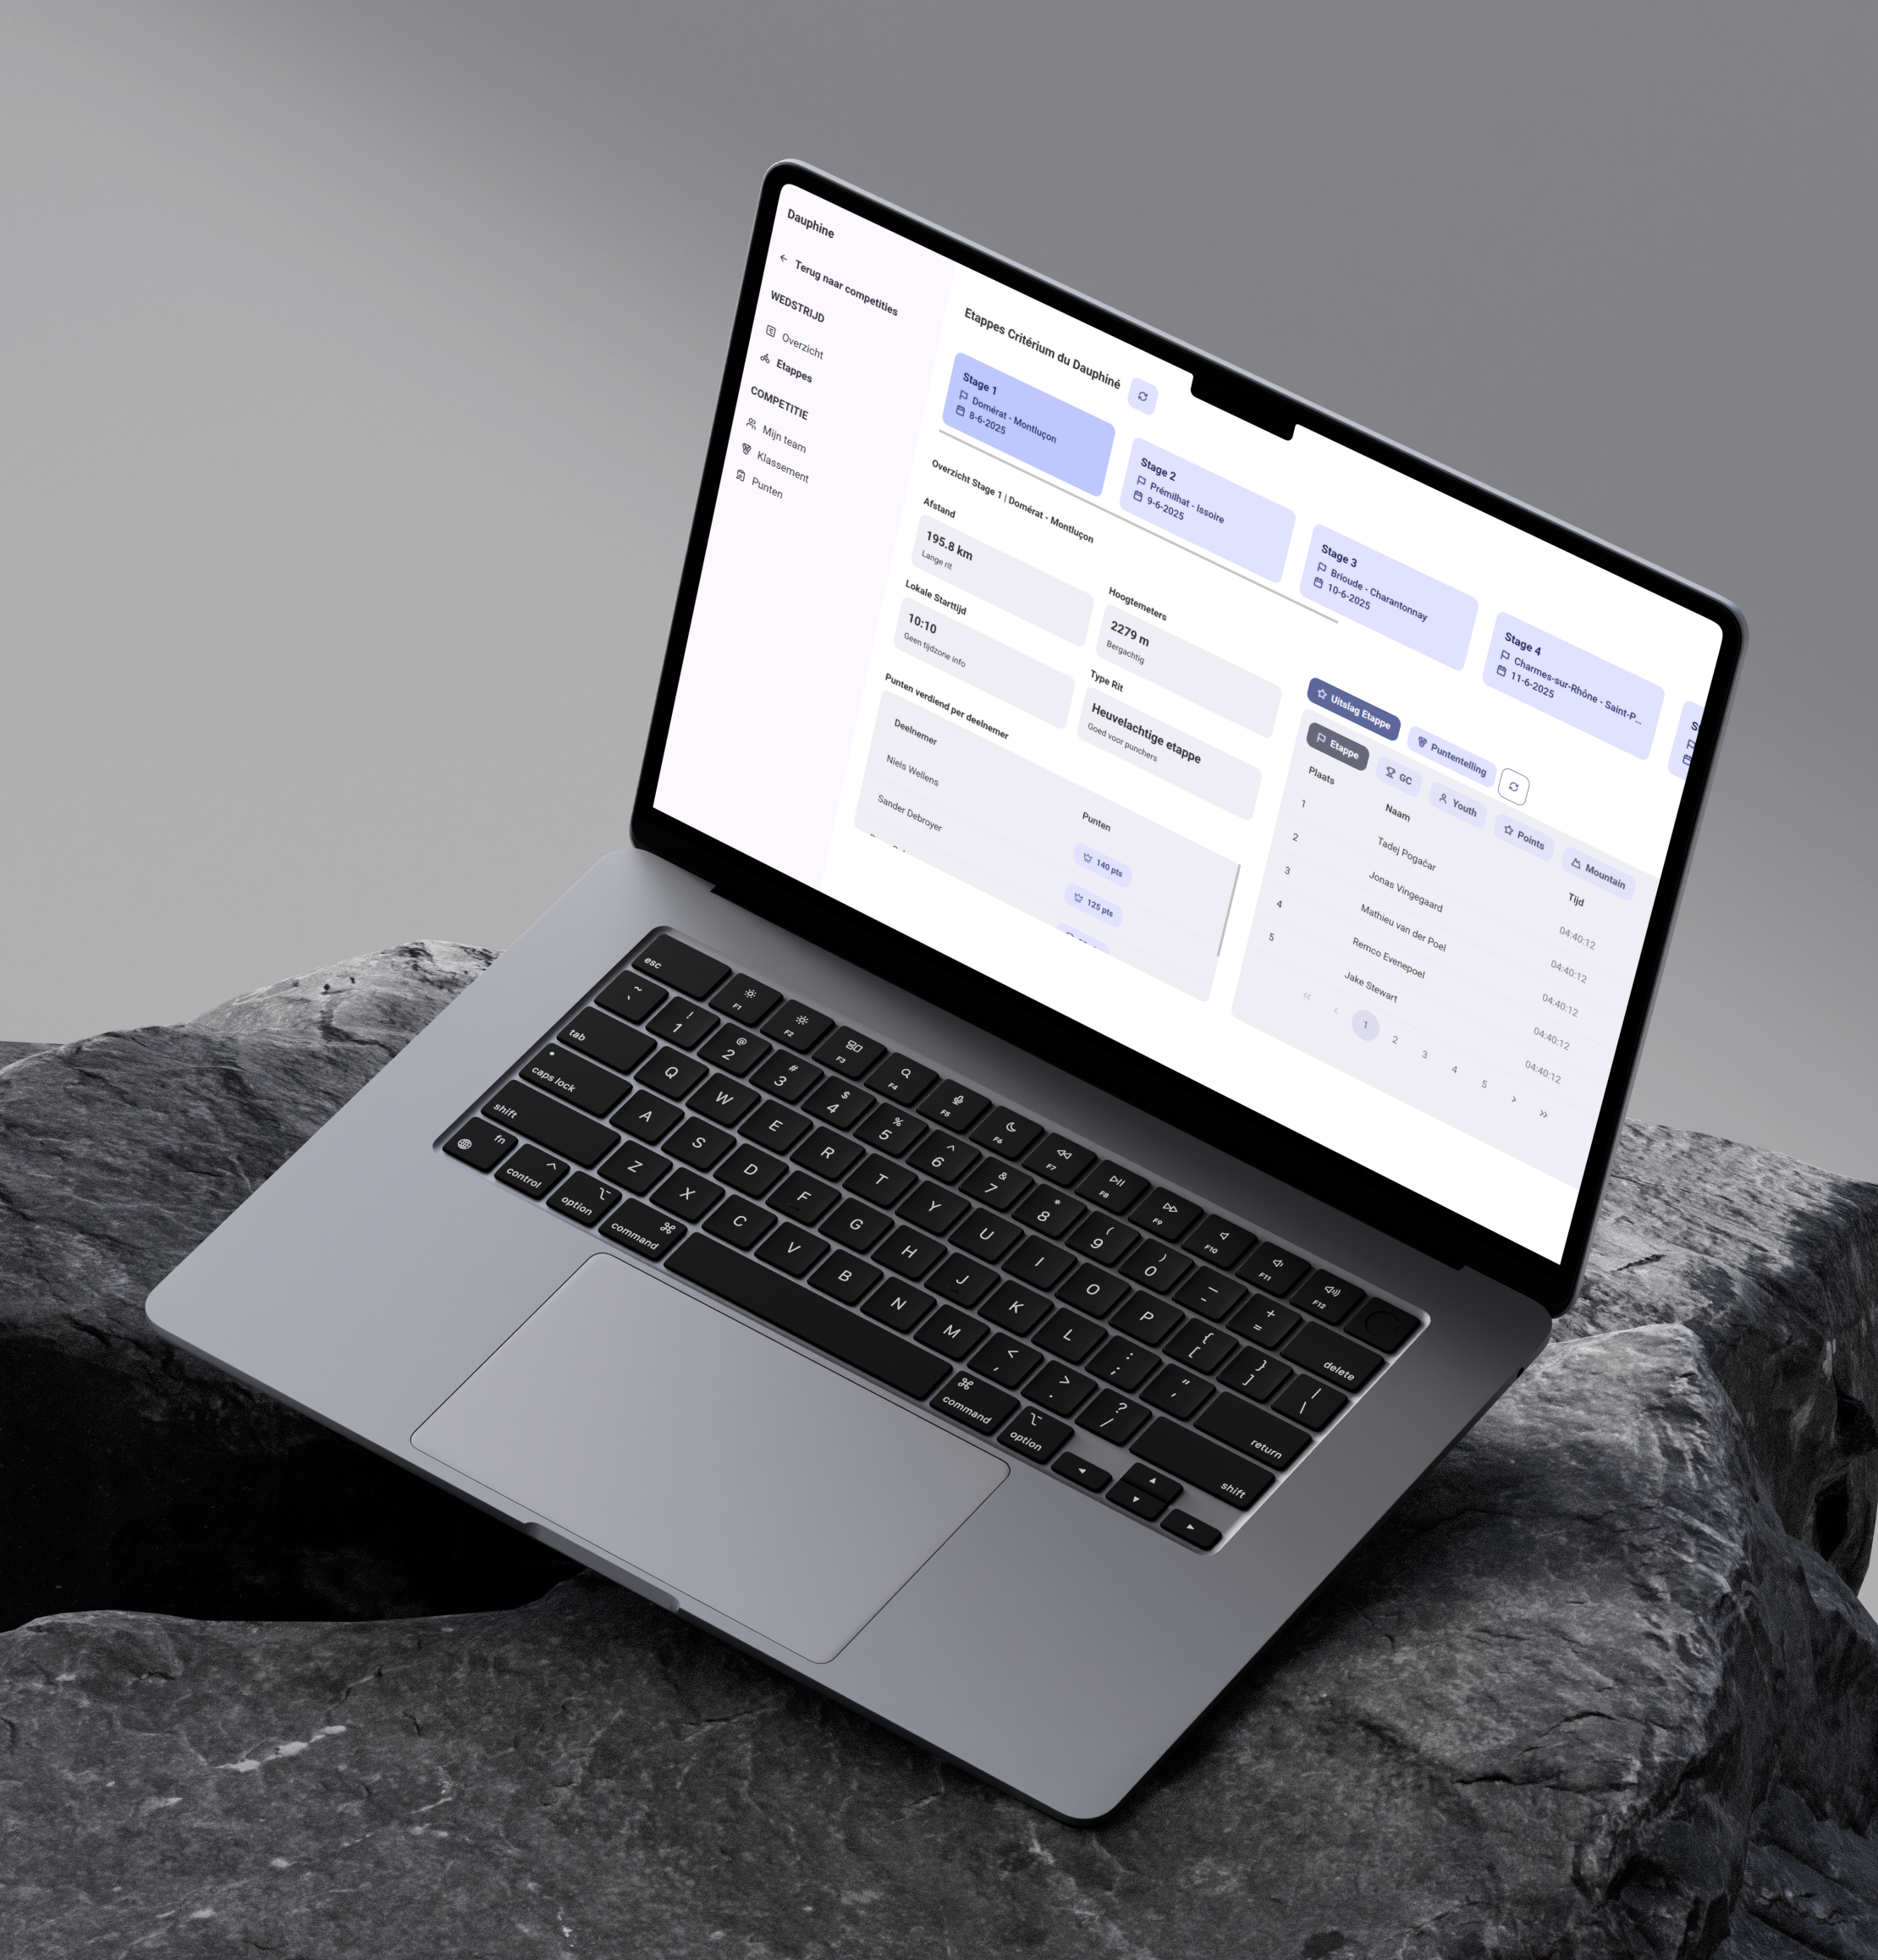 Dauphine
Terug naar competities
WEDSTRIJD
Overzicht
Etappes
COMPETITIE
Mijn team
Klassement
Punten
Etappes Critérium du Dauphiné
Stage 1
Domérat - Montluçon
8-6-2025
Stage 2
Prémilhat - Issoire
9-6-2025
Stage 3
Brioude - Charantonnay
10-6-2025
Stage 4
Charmes-sur-Rhône - Saint-P...
11-6-2025
Overzicht Stage 1 | Domérat - Montluçon
Afstand
195.8 km
Lange rit
Hoogtemeters
2279 m
Bergachtig
Lokale Starttijd
10:10
Geen tijdzone info
Type Rit
Heuvelachtige etappe
Goed voor punchers
Punten verdiend per deelnemer
Deelnemer Punten
Niels Wellens 140 pts
Sander Debroyer 125 pts
Uitslag Etappe Puntentelling
Etappe GC Youth Points Mountain
Plaats Naam Tijd
1 Tadej Pogačar 04:40:12
2 Jonas Vingegaard 04:40:12
3 Mathieu van der Poel 04:40:12
4 Remco Evenepoel 04:40:12
5 Jake Stewart 04:40:12
« ‹ 1 2 3 4 5 › »
esc F1 F2 F3 F4 F5 F6 F7 F8 F9 F10 F11 F12
~ ` ! 1 @ 2 # 3 $ 4 % 5 ^ 6 & 7 * 8 ( 9 ) 0 — - + = delete
tab Q W E R T Y U I O P { [ } ] | \
caps lock A S D F G H J K L : ; " ' return
shift Z X C V B N M < , > . ? / shift
fn control option command command option